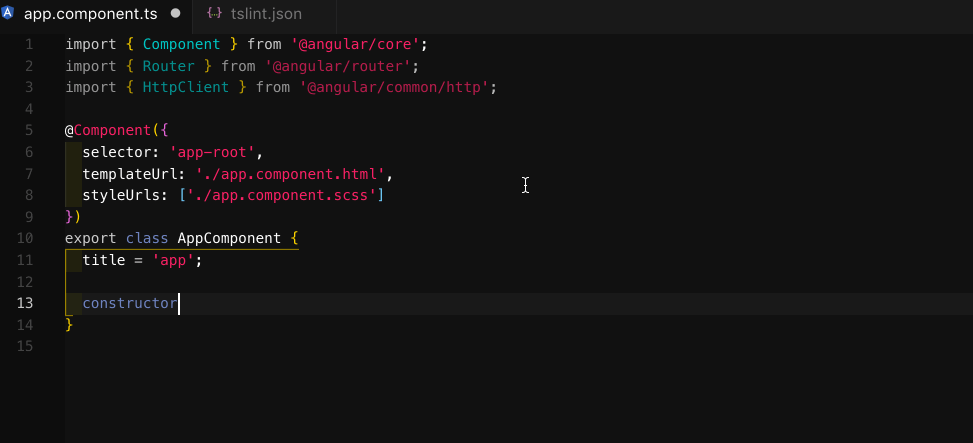 app.component.ts ● {··} tslint.json
1 import { Component } from '@angular/core';
2 import { Router } from '@angular/router';
3 import { HttpClient } from '@angular/common/http';
4
5 @Component({
6   selector: 'app-root',
7   templateUrl: './app.component.html',
8   styleUrls: ['./app.component.scss']
9 })
10 export class AppComponent {
11   title = 'app';
12
13   constructor
14 }
15